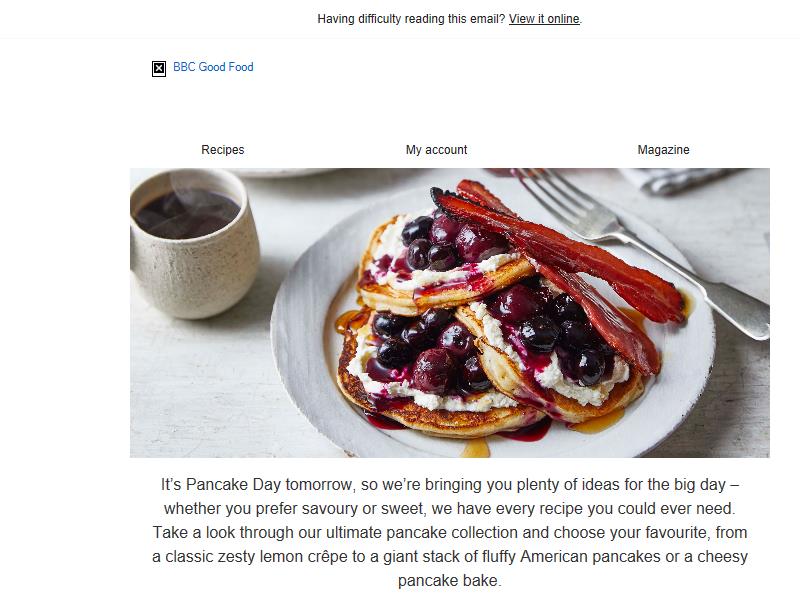 Having difficulty reading this email? View it online.
BBC Good Food
Recipes
My account
Magazine
It’s Pancake Day tomorrow, so we’re bringing you plenty of ideas for the big day –
whether you prefer savoury or sweet, we have every recipe you could ever need.
Take a look through our ultimate pancake collection and choose your favourite, from
a classic zesty lemon crêpe to a giant stack of fluffy American pancakes or a cheesy
pancake bake.